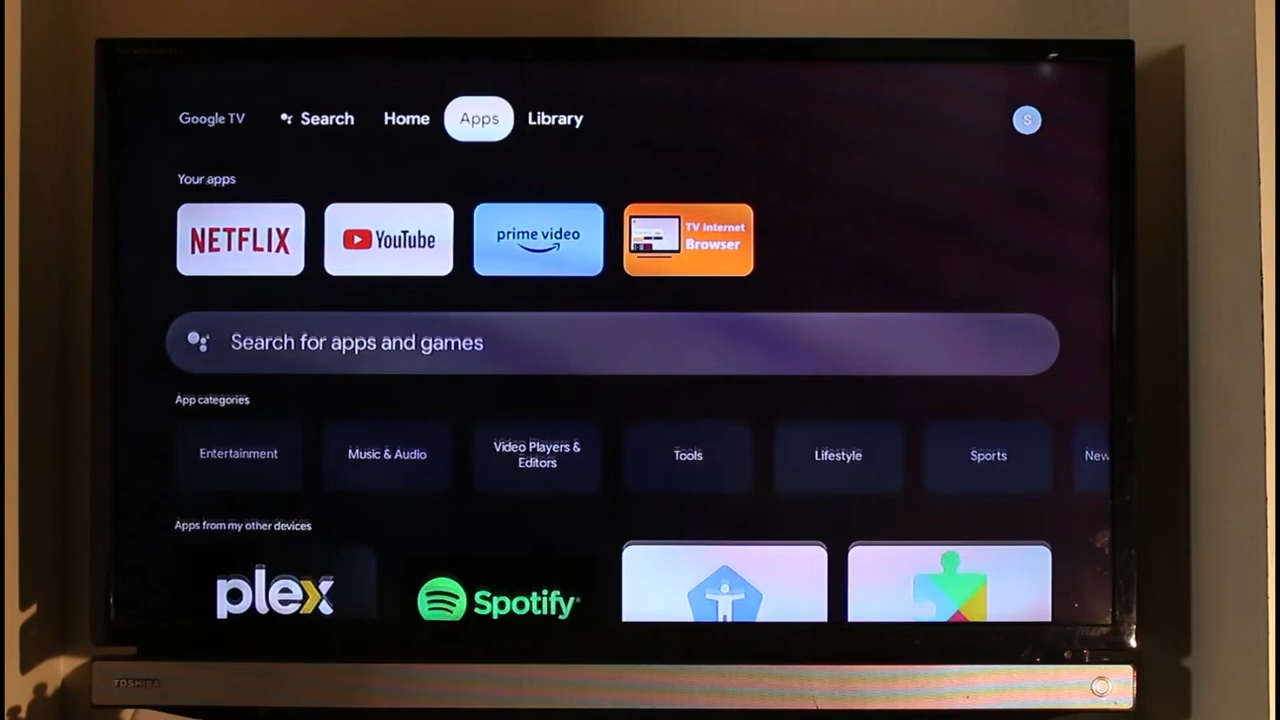 Google TV Search Home Apps Library S
Your apps
NETFLIX YouTube prime video TV Internet
Browser
Search for apps and games
App categories
Entertainment Music & Audio Video Players &
Editors Tools Lifestyle Sports New
Apps from my other devices
plex Spotify
TOSHIBA